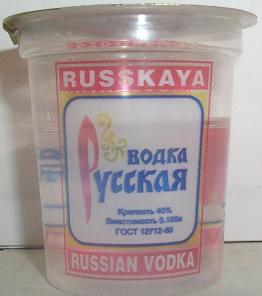 RUSSKAYA
ВОДКА
Русская
Крепость 40%
Вместимость 0.100л
ГОСТ 12712-80
RUSSIAN VODKA